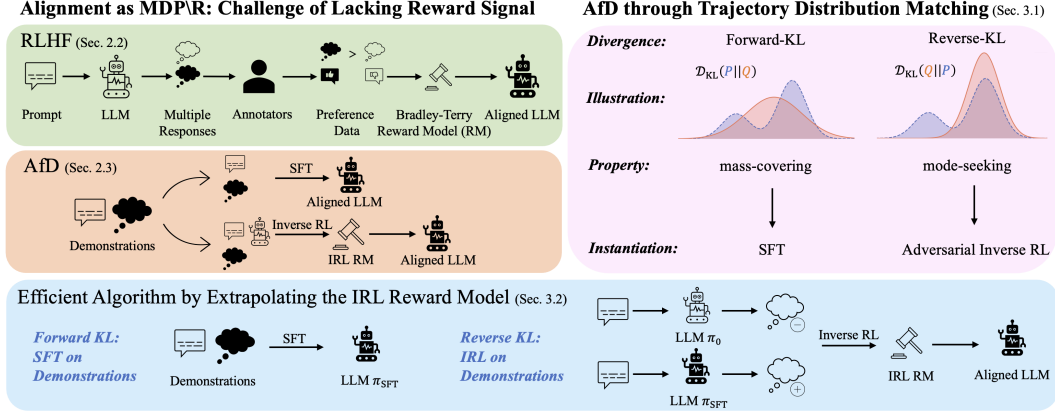 Alignment as MDP\R: Challenge of Lacking Reward Signal
RLHF (Sec. 2.2)
>
Prompt
LLM
Multiple
Responses
Annotators
Preference
Data
Bradley-Terry
Reward Model (RM)
Aligned LLM
AfD (Sec. 2.3)
Demonstrations
SFT
Aligned LLM
Inverse RL
IRL RM
Aligned LLM
AfD through Trajectory Distribution Matching (Sec. 3.1)
Divergence: Forward-KL Reverse-KL
𝒟KL(P||Q) 𝒟KL(Q||P)
Illustration:
Property: mass-covering mode-seeking
Instantiation: SFT Adversarial Inverse RL
Efficient Algorithm by Extrapolating the IRL Reward Model (Sec. 3.2)
Forward KL:
SFT on
Demonstrations
Demonstrations
SFT
LLM πSFT
Reverse KL:
IRL on
Demonstrations
LLM π0
−
LLM πSFT
+
Inverse RL
IRL RM
Aligned LLM